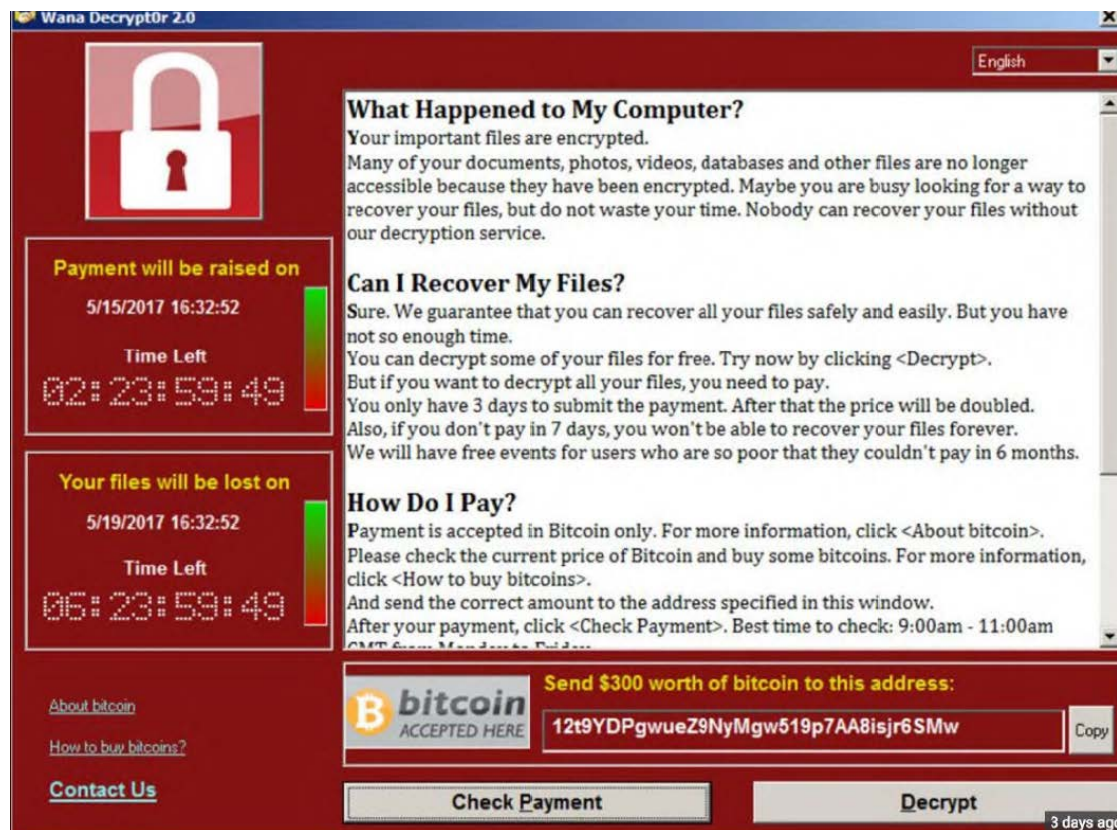 Wana Decrypt0r 2.0
English
What Happened to My Computer?
Your important files are encrypted.
Many of your documents, photos, videos, databases and other files are no longer
accessible because they have been encrypted. Maybe you are busy looking for a way to
recover your files, but do not waste your time. Nobody can recover your files without
our decryption service.
Can I Recover My Files?
Sure. We guarantee that you can recover all your files safely and easily. But you have
not so enough time.
You can decrypt some of your files for free. Try now by clicking <Decrypt>.
But if you want to decrypt all your files, you need to pay.
You only have 3 days to submit the payment. After that the price will be doubled.
Also, if you don't pay in 7 days, you won't be able to recover your files forever.
We will have free events for users who are so poor that they couldn't pay in 6 months.
How Do I Pay?
Payment is accepted in Bitcoin only. For more information, click <About bitcoin>.
Please check the current price of Bitcoin and buy some bitcoins. For more information,
click <How to buy bitcoins>.
And send the correct amount to the address specified in this window.
After your payment, click <Check Payment>. Best time to check: 9:00am - 11:00am
GMT from Monday to Friday.
Payment will be raised on
5/15/2017 16:32:52
Time Left
02:23:59:49
Your files will be lost on
5/19/2017 16:32:52
Time Left
06:23:59:49
About bitcoin
How to buy bitcoins?
Contact Us
bitcoin
ACCEPTED HERE
Send $300 worth of bitcoin to this address:
12t9YDPgwueZ9NyMgw519p7AA8isjr6SMw
Copy
Check Payment
Decrypt
3 days ago